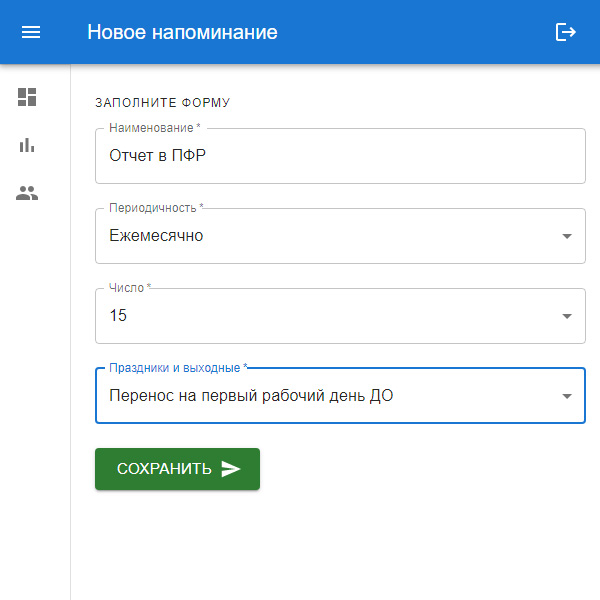 Новое напоминание
ЗАПОЛНИТЕ ФОРМУ
Наименование *
Отчет в ПФР
Периодичность *
Ежемесячно
Число *
15
Праздники и выходные *
Перенос на первый рабочий день ДО
СОХРАНИТЬ